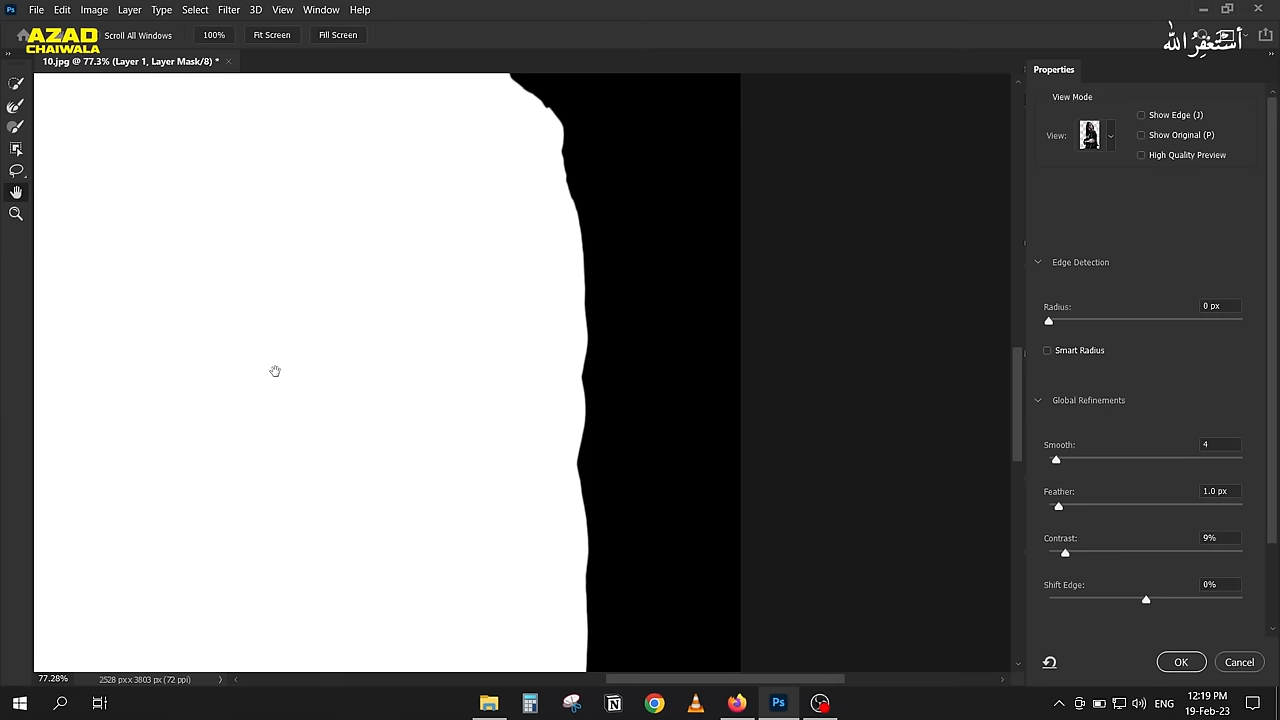 File Edit Image Layer Type Select Filter 3D View Window Help
AZAD
CHAIWALA
Scroll All Windows 100% Fit Screen Fill Screen
أستغفر الله
10.jpg @ 77.3% (Layer 1, Layer Mask/8) *
Properties
View Mode
View:
Show Edge (J)
Show Original (P)
High Quality Preview
Edge Detection
Radius: 0 px
Smart Radius
Global Refinements
Smooth: 4
Feather: 1.0 px
Contrast: 9%
Shift Edge: 0%
OK Cancel
77.28% 2528 px x 3803 px (72 ppi)
Ps
ENG
12:19 PM
19-Feb-23